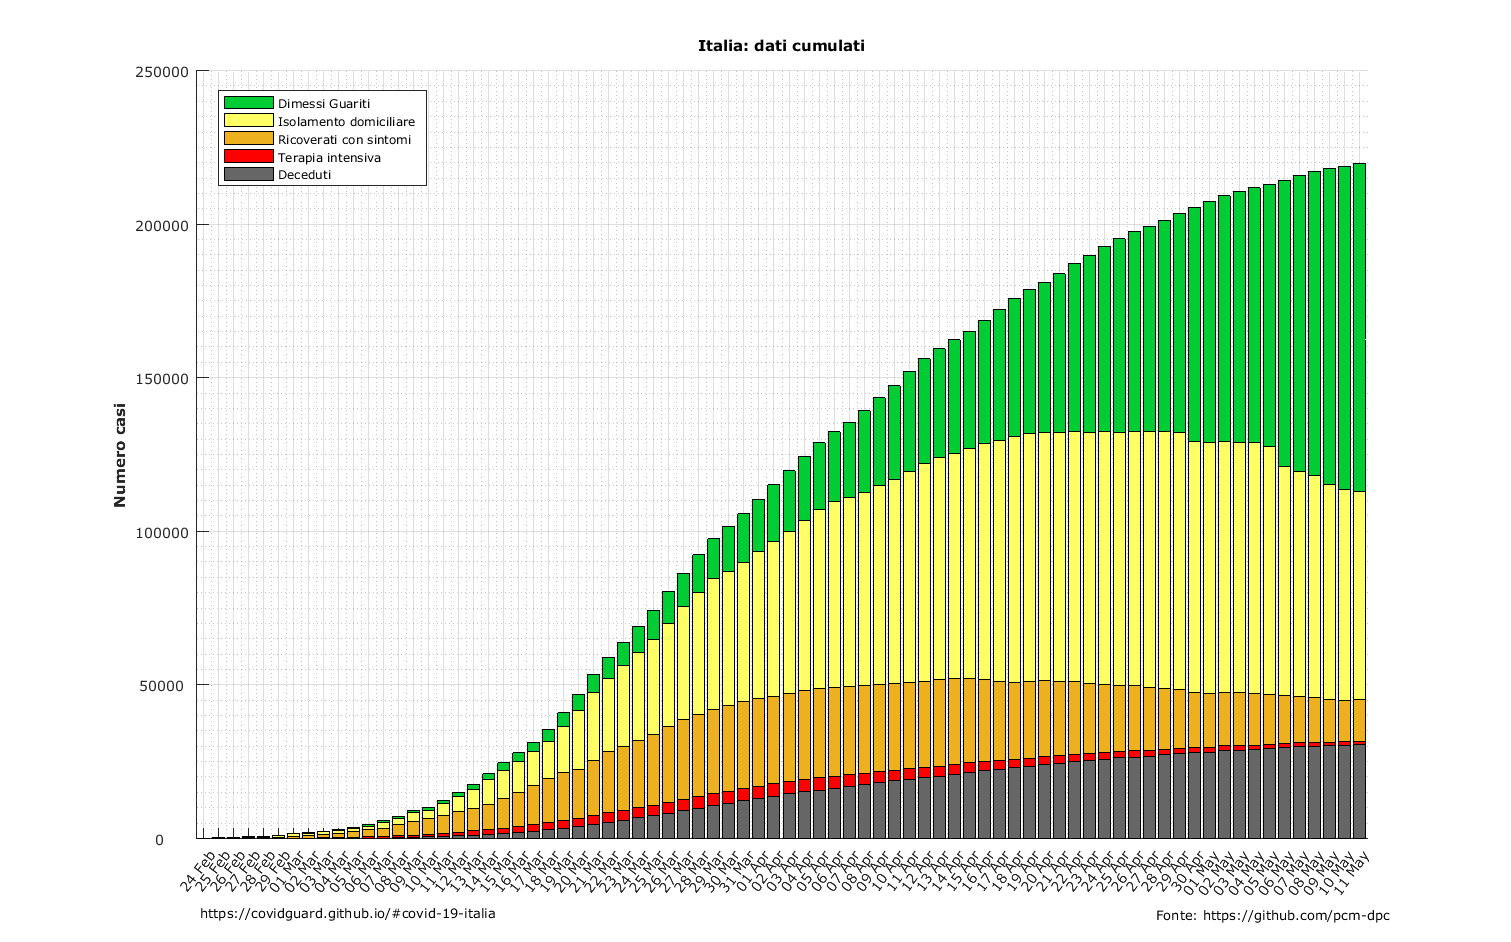 Italia: dati cumulati
250000
200000
150000
100000
50000
0
Numero casi
Dimessi Guariti
Isolamento domiciliare
Ricoverati con sintomi
Terapia intensiva
Deceduti
24 Feb
25 Feb
26 Feb
27 Feb
28 Feb
29 Feb
01 Mar
02 Mar
03 Mar
04 Mar
05 Mar
06 Mar
07 Mar
08 Mar
09 Mar
10 Mar
11 Mar
12 Mar
13 Mar
14 Mar
15 Mar
16 Mar
17 Mar
18 Mar
19 Mar
20 Mar
21 Mar
22 Mar
23 Mar
24 Mar
25 Mar
26 Mar
27 Mar
28 Mar
29 Mar
30 Mar
31 Mar
01 Apr
02 Apr
03 Apr
04 Apr
05 Apr
06 Apr
07 Apr
08 Apr
09 Apr
10 Apr
11 Apr
12 Apr
13 Apr
14 Apr
15 Apr
16 Apr
17 Apr
18 Apr
19 Apr
20 Apr
21 Apr
22 Apr
23 Apr
24 Apr
25 Apr
26 Apr
27 Apr
28 Apr
29 Apr
30 Apr
01 May
02 May
03 May
04 May
05 May
06 May
07 May
08 May
09 May
10 May
11 May
https://covidguard.github.io/#covid-19-italia
Fonte: https://github.com/pcm-dpc